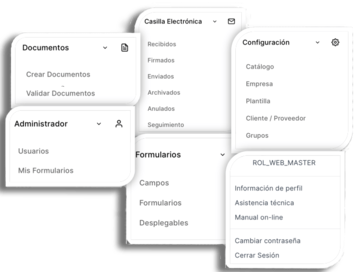 Documentos
Crear Documentos
Validar Documentos
Casilla Electrónica
Recibidos
Firmados
Enviados
Archivados
Anulados
Seguimiento
Configuración
Catálogo
Empresa
Plantilla
Cliente / Proveedor
Grupos
Administrador
Usuarios
Mis Formularios
Formularios
Campos
Formularios
Desplegables
ROL_WEB_MASTER
Información de perfil
Asistencia técnica
Manual on-line
Cambiar contraseña
Cerrar Sesión